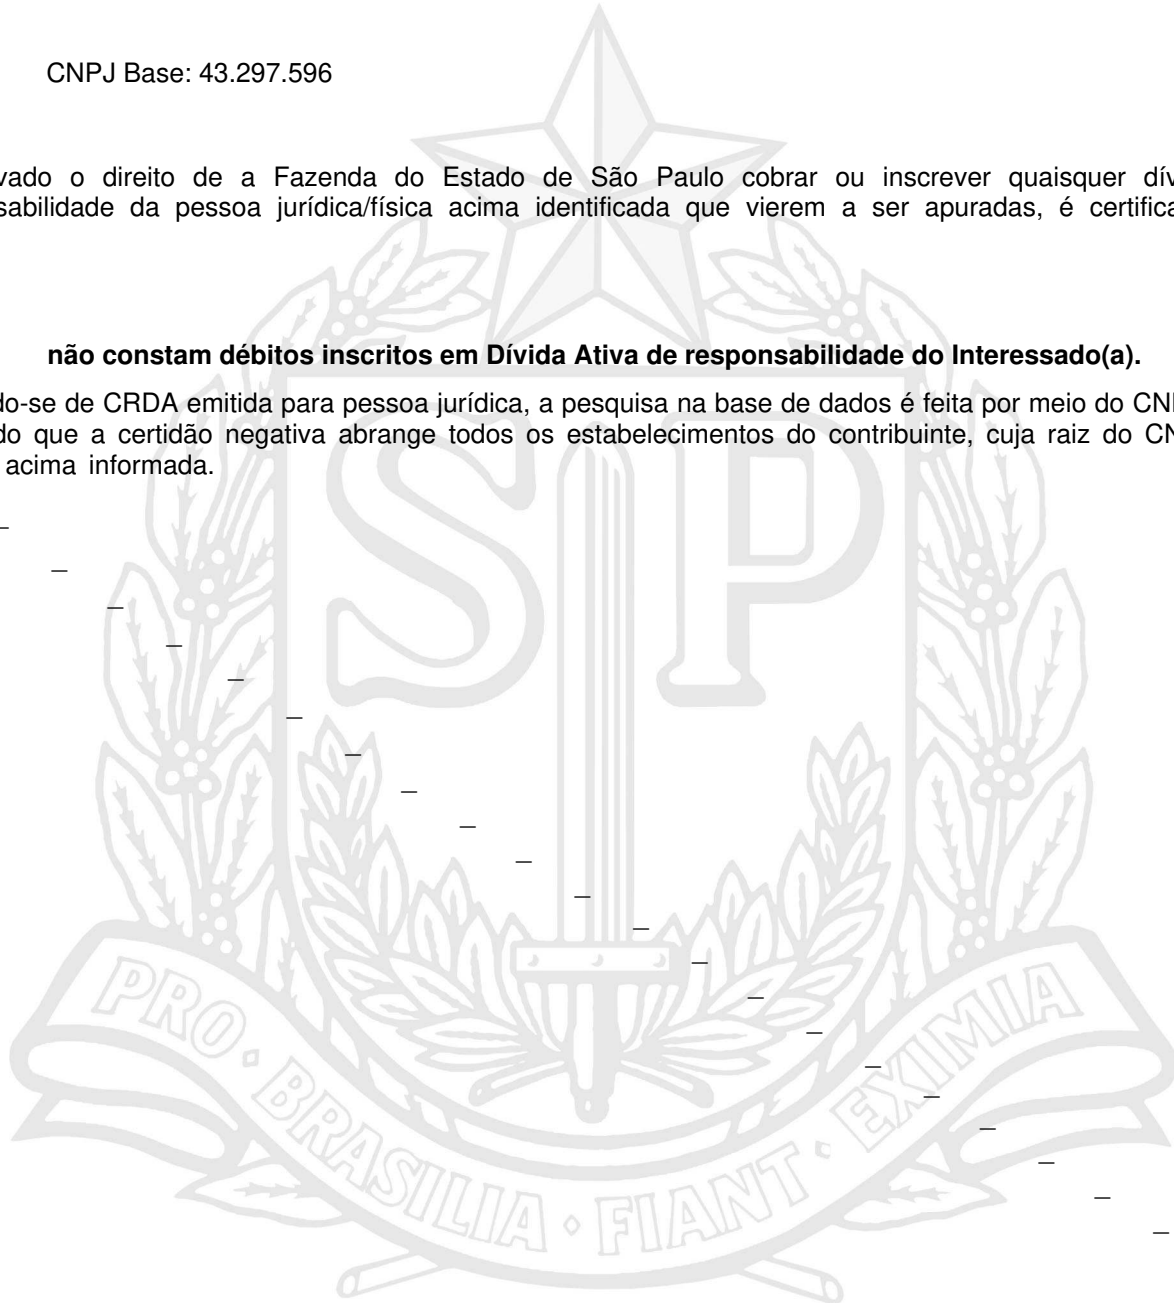 CNPJ Base: 43.297.596
vado o direito de a Fazenda do Estado de São Paulo cobrar ou inscrever quaisquer dív
sabilidade da pessoa jurídica/física acima identificada que vierem a ser apuradas, é certifica
não constam débitos inscritos em Dívida Ativa de responsabilidade do Interessado(a).
do-se de CRDA emitida para pessoa jurídica, a pesquisa na base de dados é feita por meio do CN
do que a certidão negativa abrange todos os estabelecimentos do contribuinte, cuja raiz do CN
acima informada.
SP
PRO • BRASILIA • FIANT • EXIMIA